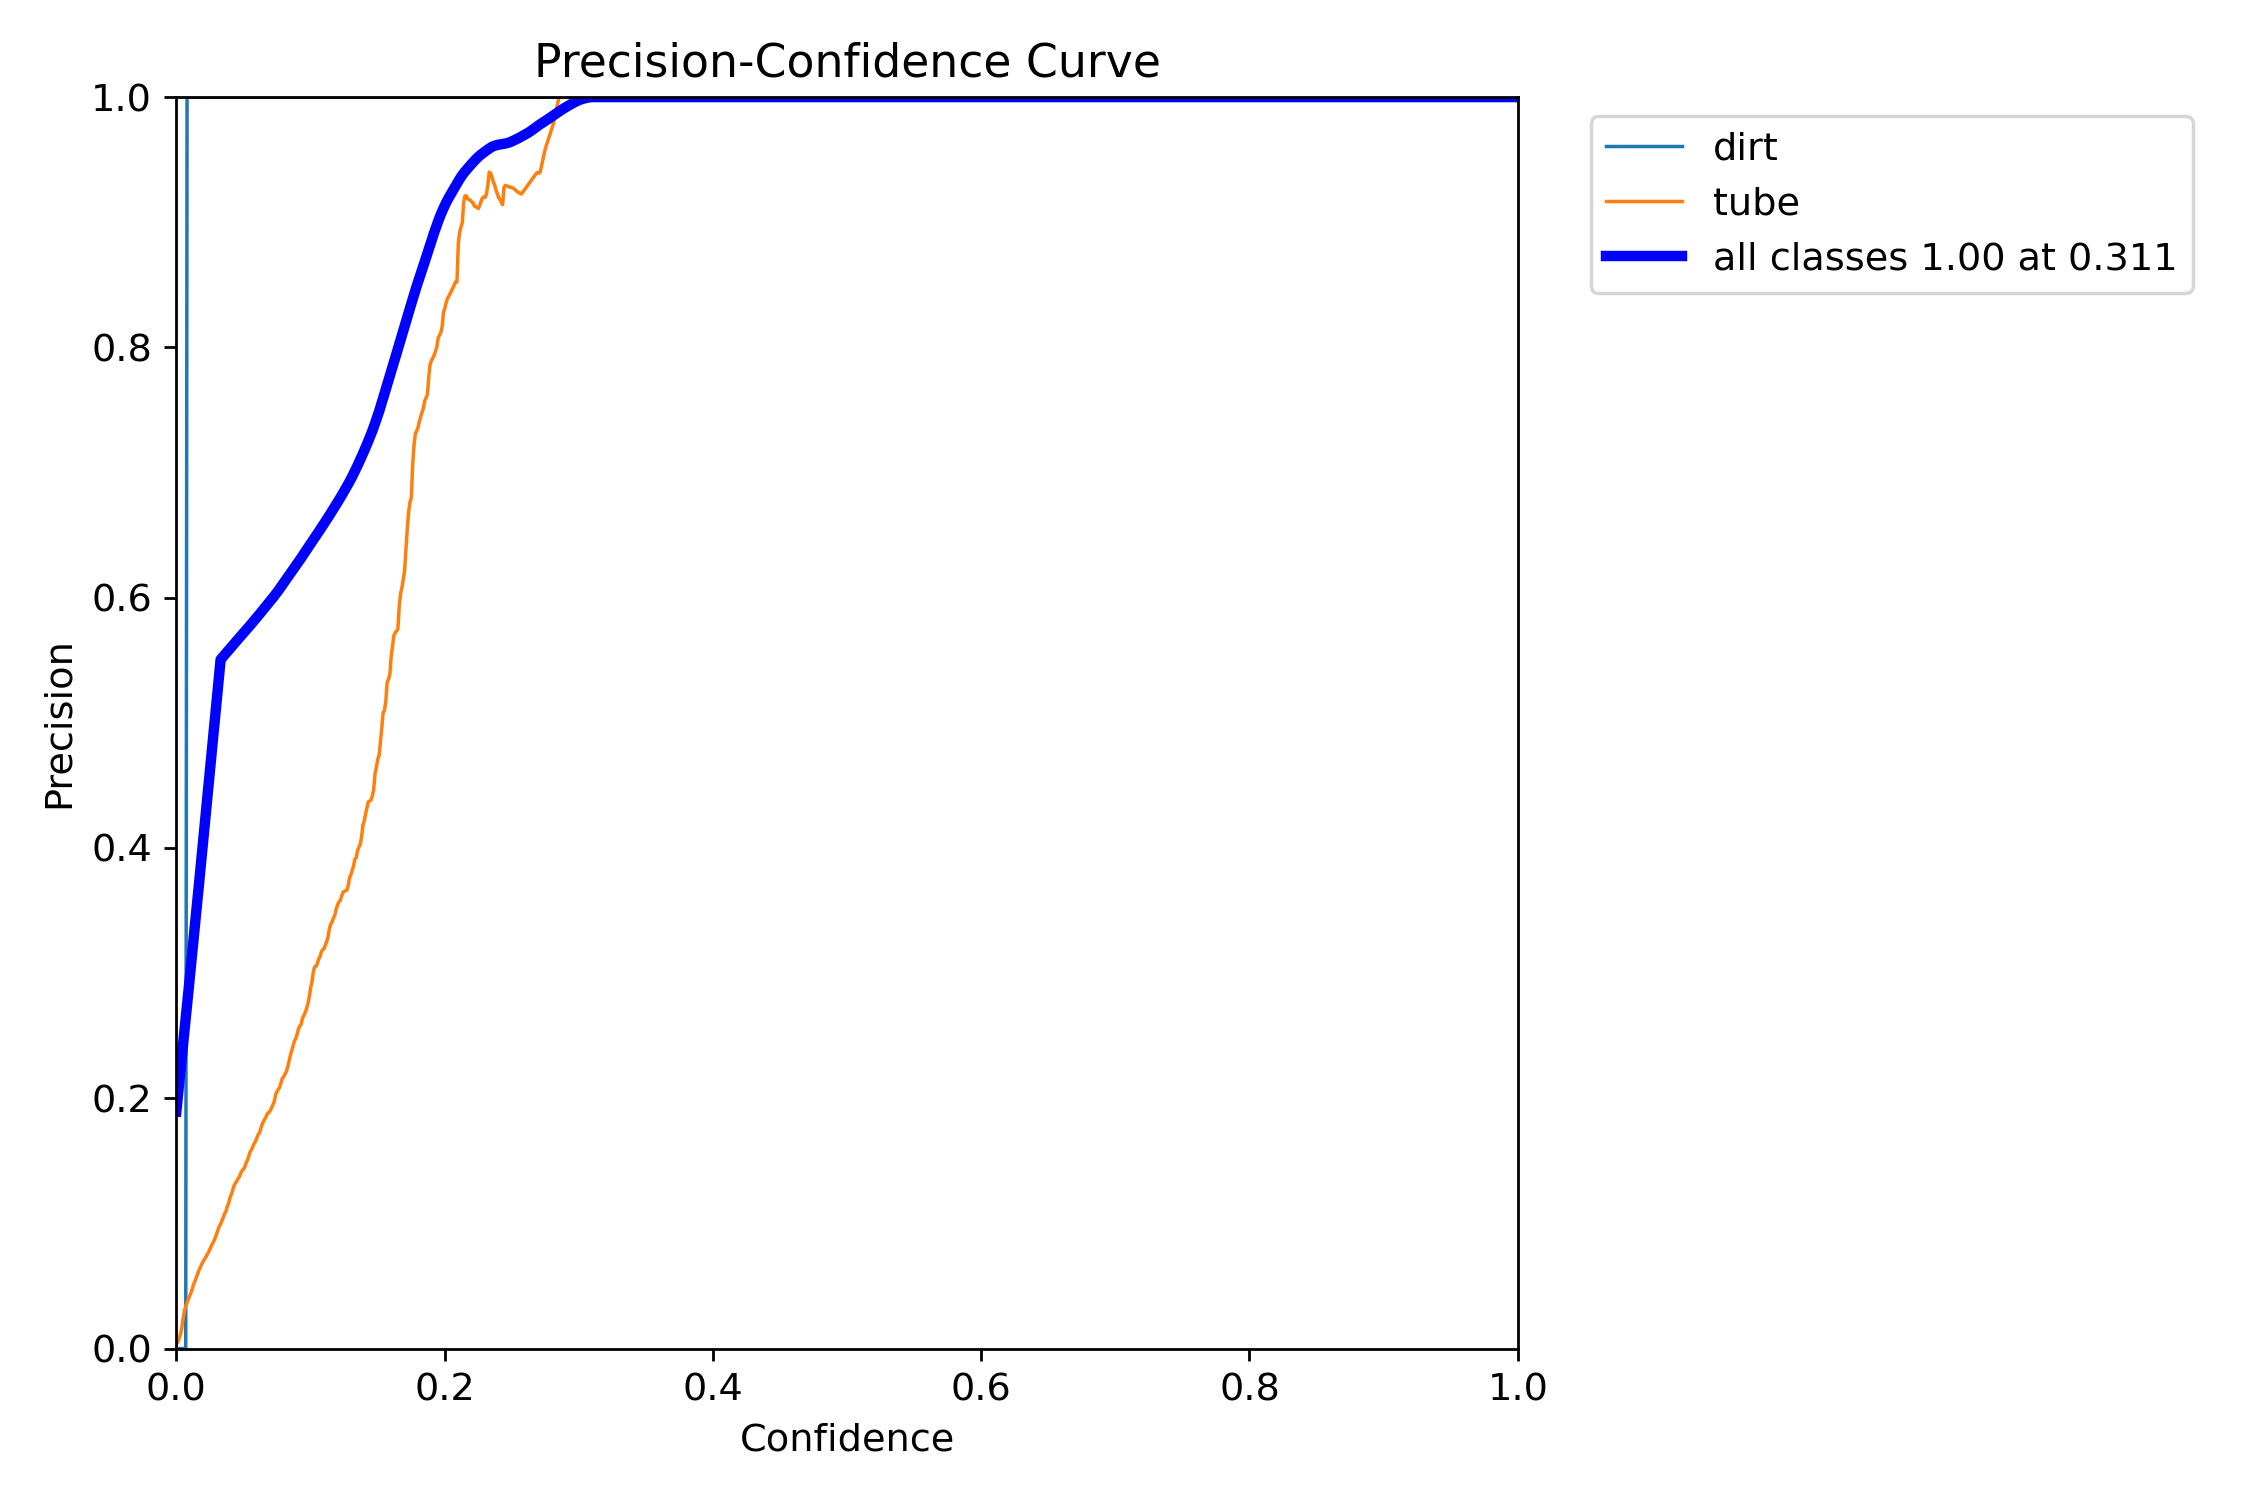 Precision-Confidence Curve
1.0
0.8
0.6
0.4
0.2
0.0
Precision
0.0 0.2 0.4 0.6 0.8 1.0
Confidence
dirt
tube
all classes 1.00 at 0.311